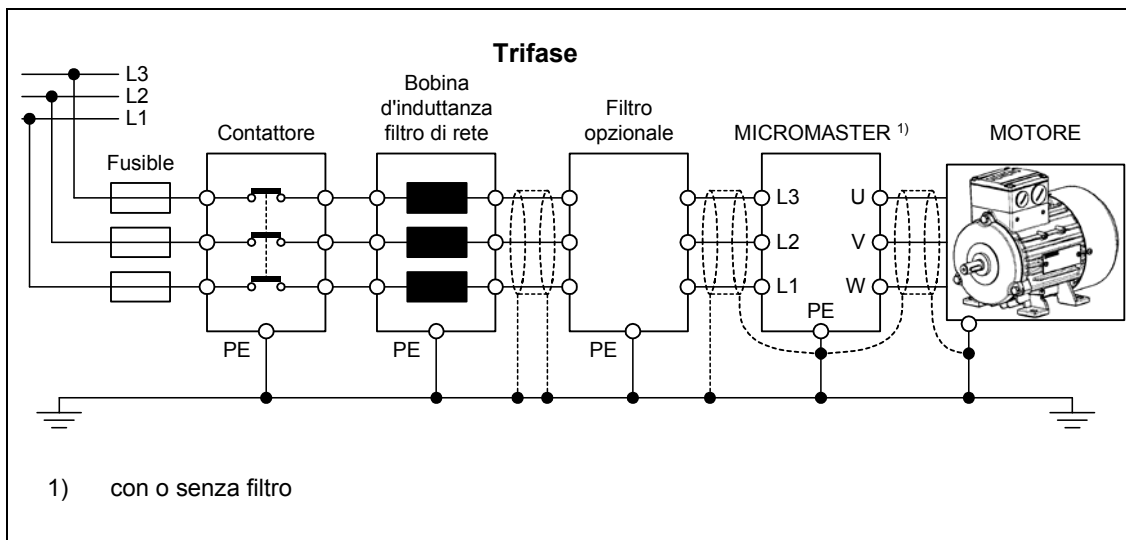 Trifase
L3
L2
L1
Fusible
Contattore
Bobina
d'induttanza
filtro di rete
Filtro
opzionale
MICROMASTER 1)
MOTORE
L3
L2
L1
U
V
W
PE
PE
PE
PE
1) con o senza filtro